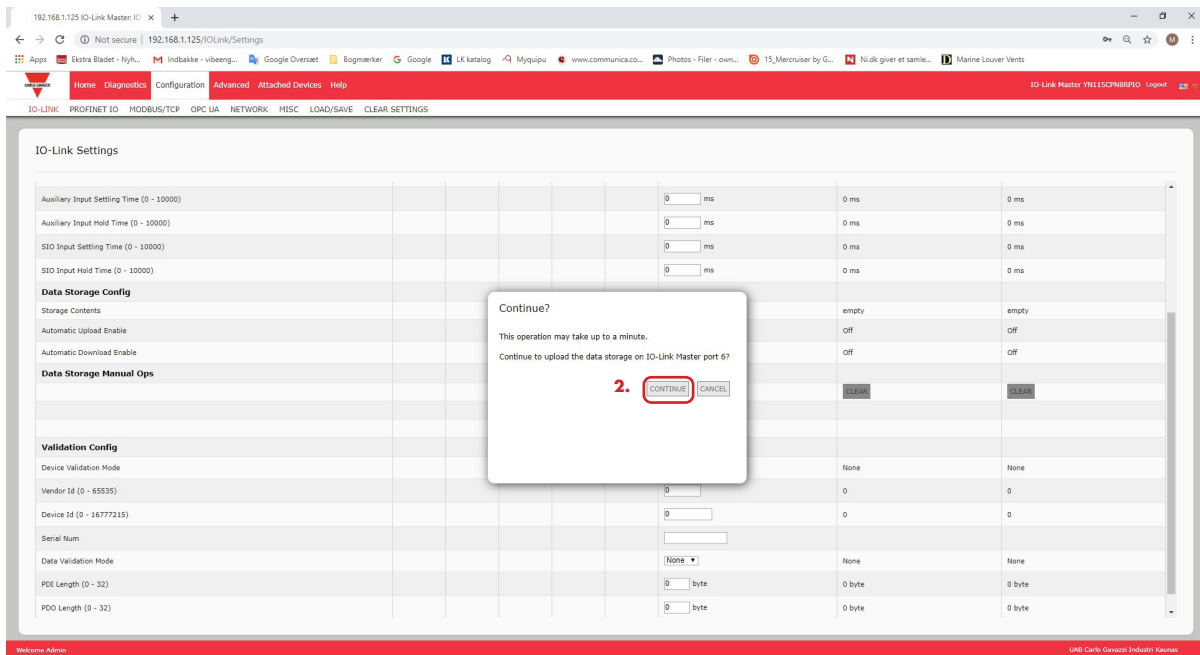 192.168.1.125 IO-Link Master: IO
Not secure | 192.168.1.125/IOLink/Settings
Apps Ekstra Bladet - Nyh... Indbakke - vibeeng... Google Oversæt Bogmærker Google LK katalog Myquipu www.communica.co... Photos - Filer - own... 15_Mercruiser by G... Ni.dk giver et samle... Marine Louver Vents
CARLO GAVAZZI Home Diagnostics Configuration Advanced Attached Devices Help IO-Link Master YN115CPN8RPIO Logout
IO-LINK PROFINET IO MODBUS/TCP OPC UA NETWORK MISC LOAD/SAVE CLEAR SETTINGS
IO-Link Settings
Auxiliary Input Settling Time (0 - 10000) 0 ms 0 ms 0 ms
Auxiliary Input Hold Time (0 - 10000) 0 ms 0 ms 0 ms
SIO Input Settling Time (0 - 10000) 0 ms 0 ms 0 ms
SIO Input Hold Time (0 - 10000) 0 ms 0 ms 0 ms
Data Storage Config
Storage Contents empty empty
Automatic Upload Enable Off Off
Automatic Download Enable Off Off
Data Storage Manual Ops
CLEAR CLEAR
Continue?
This operation may take up to a minute.
Continue to upload the data storage on IO-Link Master port 6?
2. CONTINUE CANCEL
Validation Config
Device Validation Mode None None
Vendor Id (0 - 65535) 0 0 0
Device Id (0 - 16777215) 0 0 0
Serial Num
Data Validation Mode None None None
PDI Length (0 - 32) 0 byte 0 byte 0 byte
PDO Length (0 - 32) 0 byte 0 byte 0 byte
Welcome Admin UAB Carlo Gavazzi Industri Kaunas